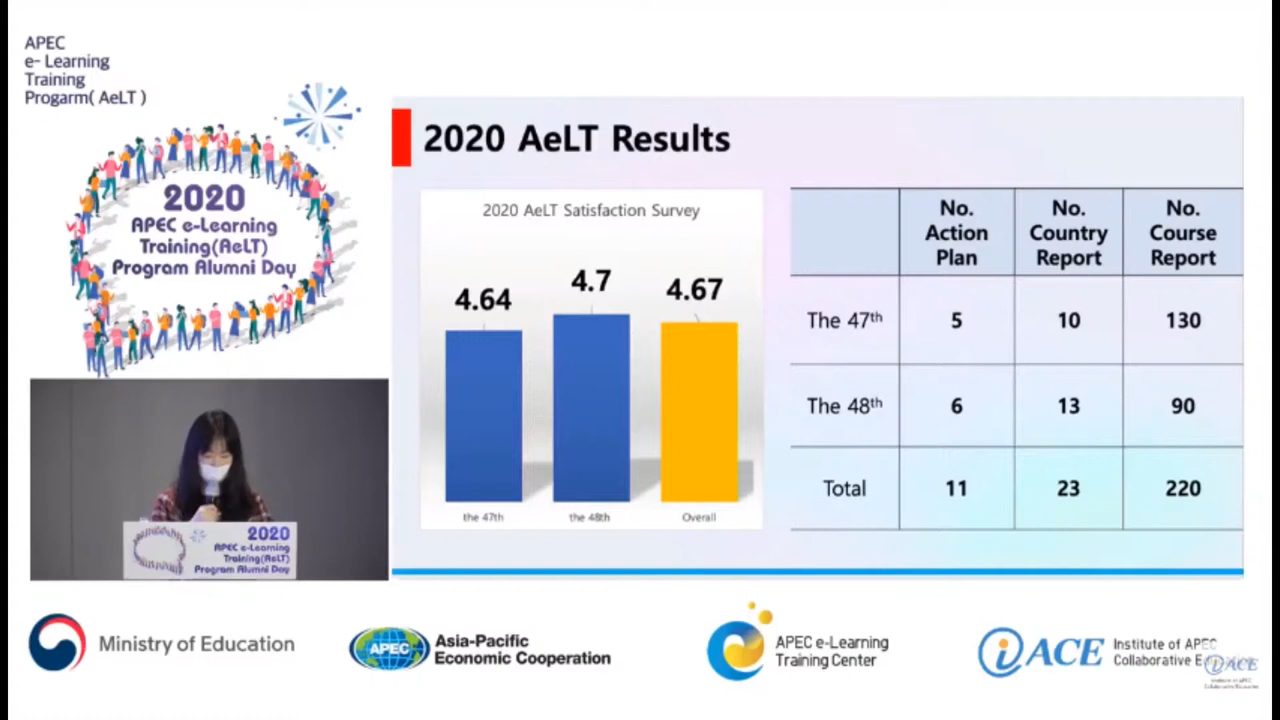 APEC
e- Learning
Training
Progarm( AeLT )
2020
APEC e-Learning
Training(AeLT)
Program Alumni Day
2020 AeLT Results
2020 AeLT Satisfaction Survey
4.64
4.7
4.67
the 47th
the 48th
Overall
No. Action Plan
No. Country Report
No. Course Report
The 47th 5 10 130
The 48th 6 13 90
Total 11 23 220
2020
APEC e-Learning
Training(AeLT)
Program Alumni Day
Ministry of Education
APEC
Asia-Pacific
Economic Cooperation
APEC e-Learning
Training Center
iACE
Institute of APEC
Collaborative
iACE